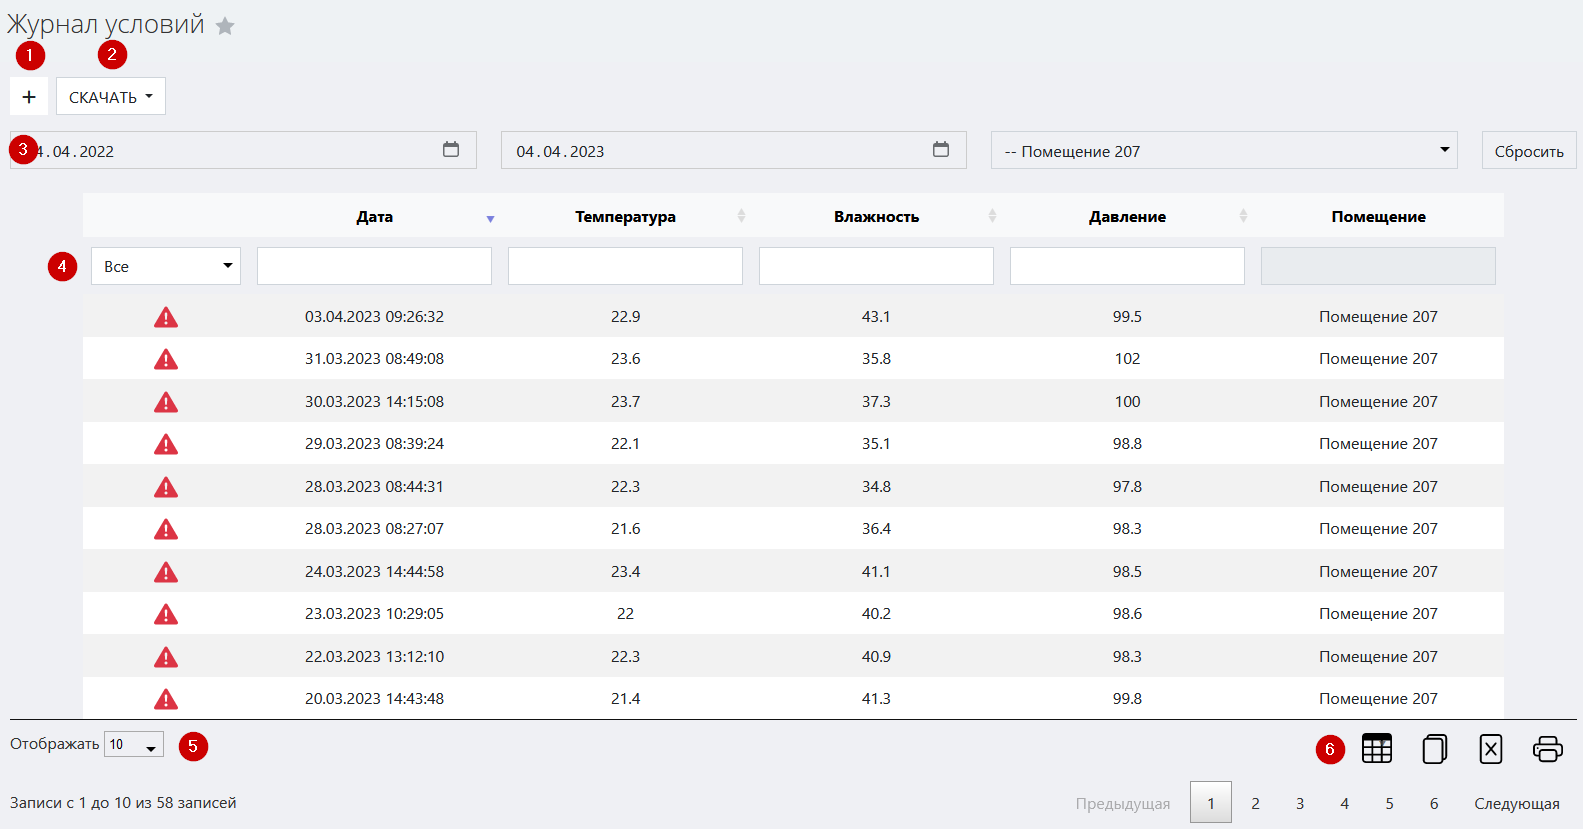 Журнал условий
1 2
+ СКАЧАТЬ
3 4.04.2022 04.04.2023 -- Помещение 207 Сбросить
Дата Температура Влажность Давление Помещение
4 Все
03.04.2023 09:26:32 22.9 43.1 99.5 Помещение 207
31.03.2023 08:49:08 23.6 35.8 102 Помещение 207
30.03.2023 14:15:08 23.7 37.3 100 Помещение 207
29.03.2023 08:39:24 22.1 35.1 98.8 Помещение 207
28.03.2023 08:44:31 22.3 34.8 97.8 Помещение 207
28.03.2023 08:27:07 21.6 36.4 98.3 Помещение 207
24.03.2023 14:44:58 23.4 41.1 98.5 Помещение 207
23.03.2023 10:29:05 22 40.2 98.6 Помещение 207
22.03.2023 13:12:10 22.3 40.9 98.3 Помещение 207
20.03.2023 14:43:48 21.4 41.3 99.8 Помещение 207
Отображать 10 5 6
Записи с 1 до 10 из 58 записей Предыдущая 1 2 3 4 5 6 Следующая